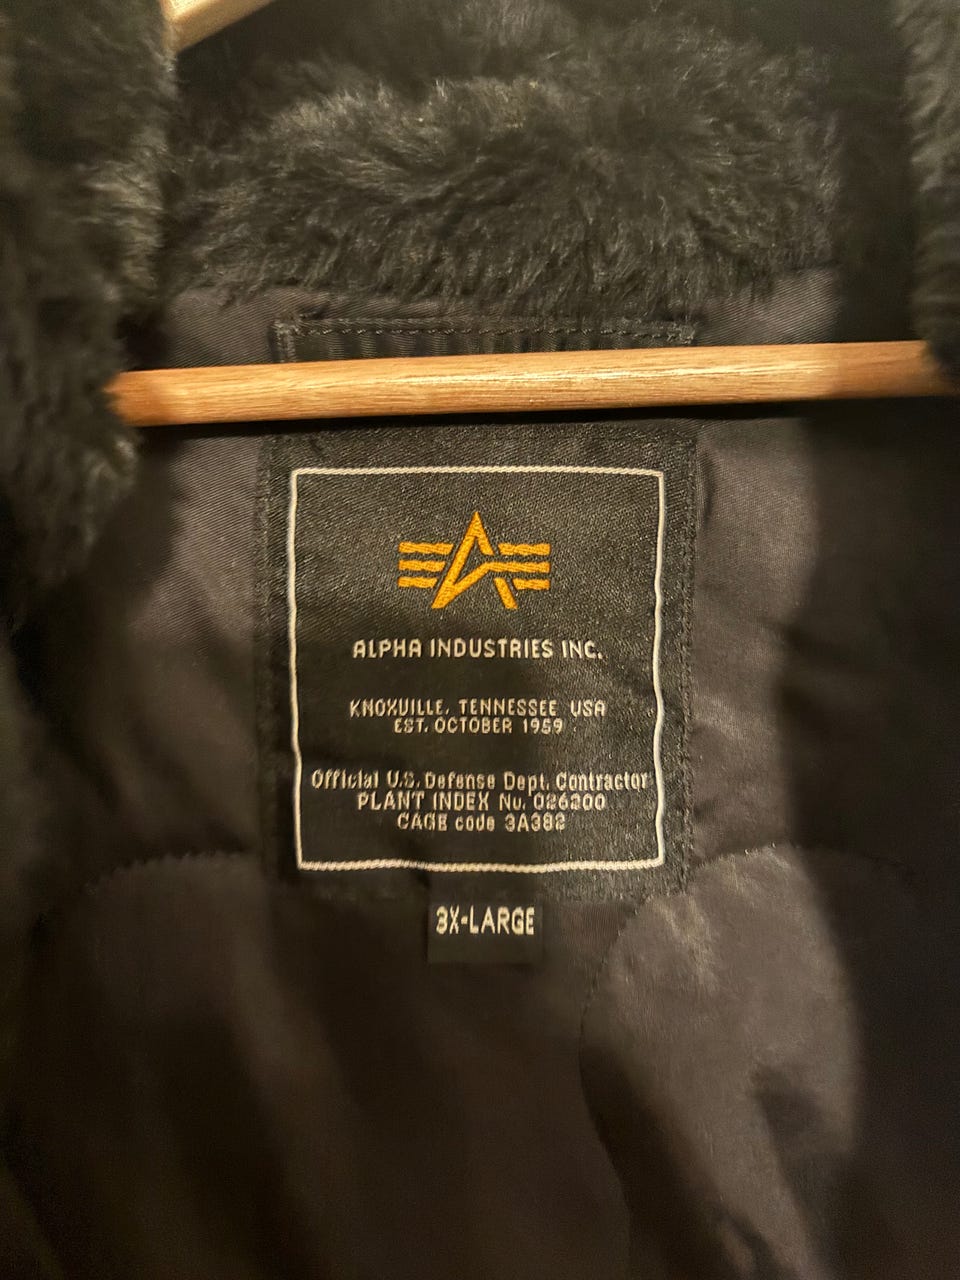 ALPHA INDUSTRIES INC.
KNOXVILLE, TENNESSEE USA
EST. OCTOBER 1959
Official U.S. Defense Dept. Contractor
PLANT INDEX No. 026200
CAGE code 3A382
3X-LARGE